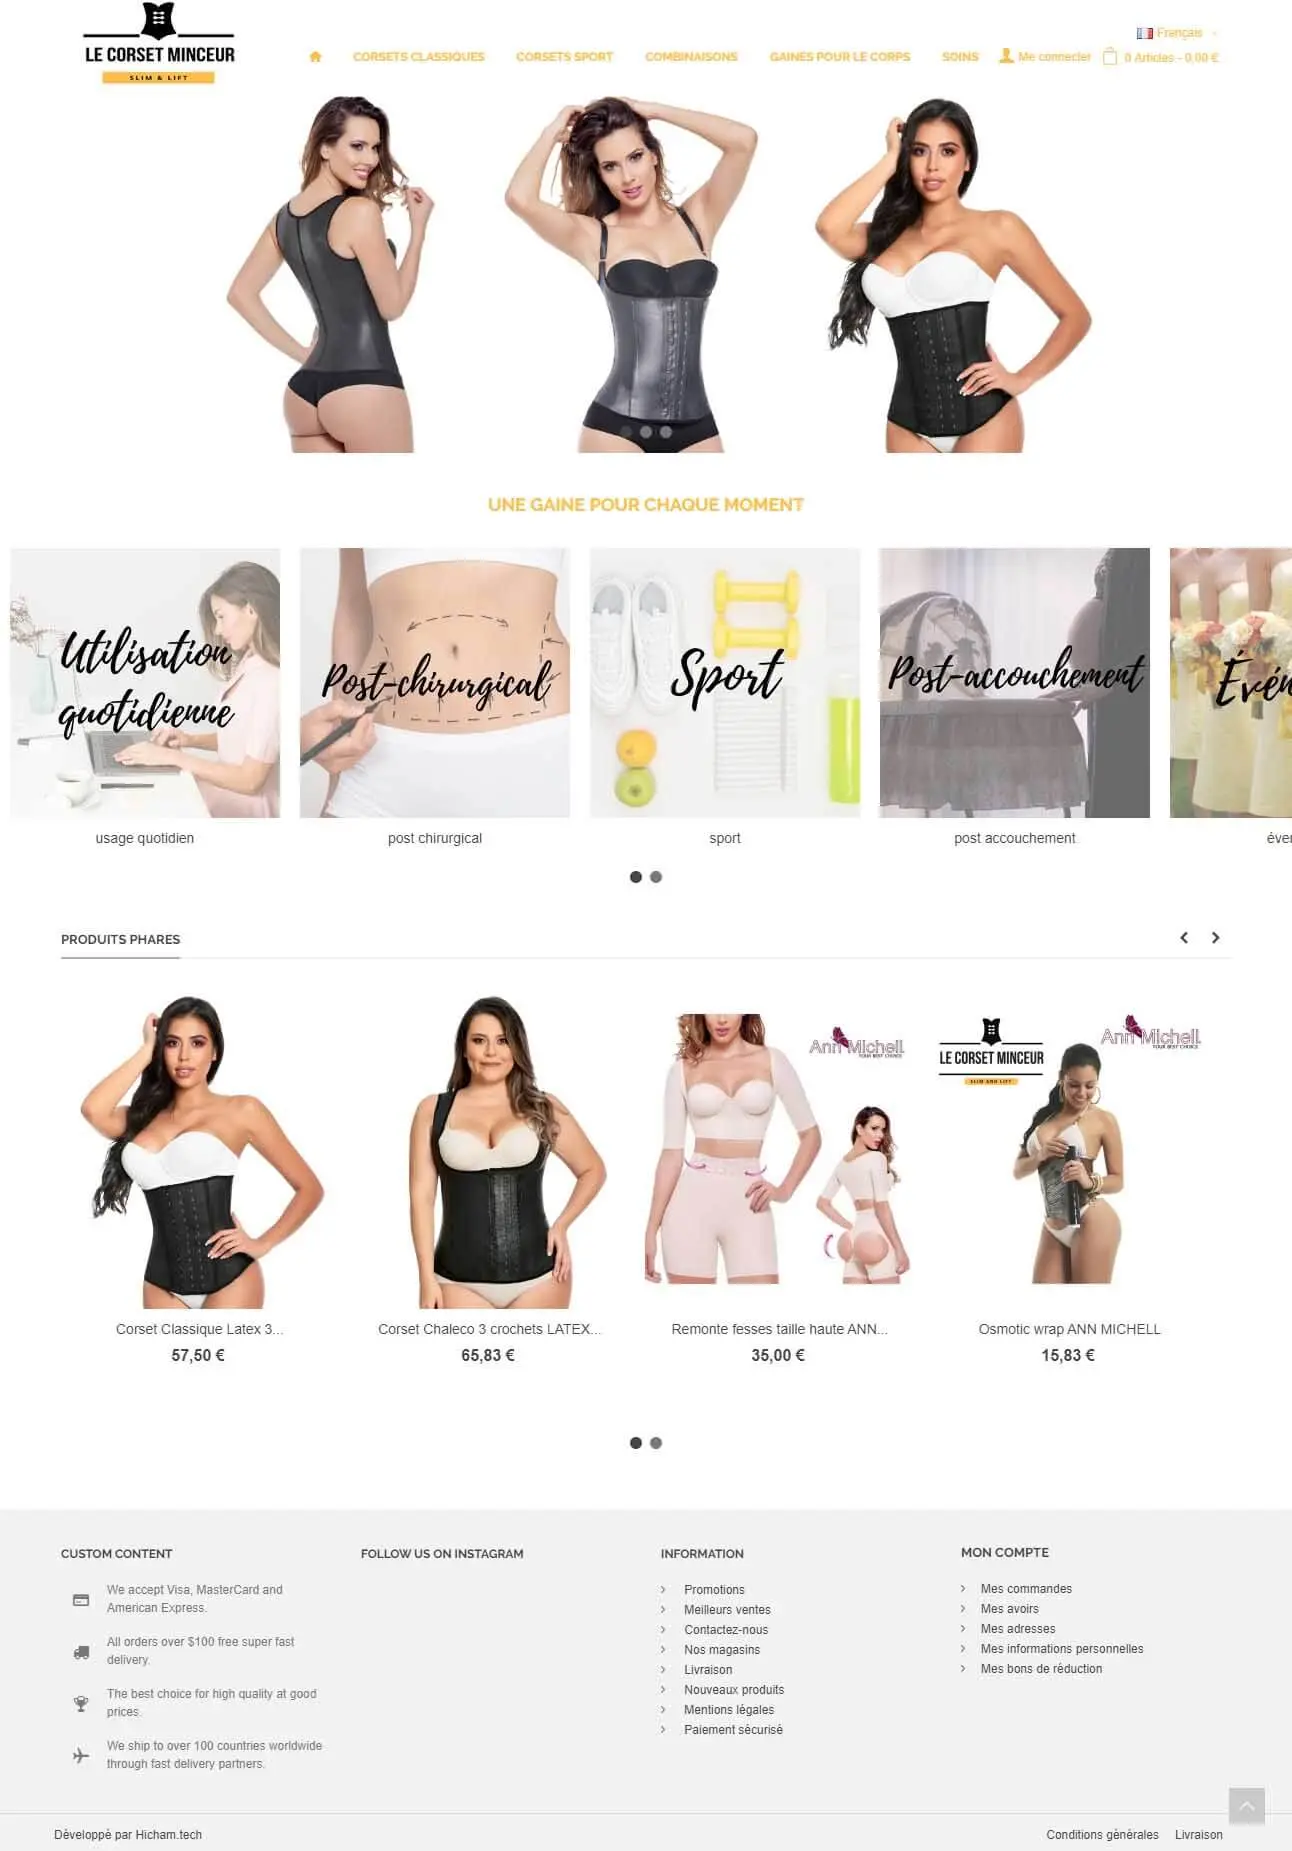 LE CORSET MINCEUR
SLIM & LIFT
Français
CORSETS CLASSIQUES
CORSETS SPORT
COMBINAISONS
GAINES POUR LE CORPS
SOINS
Me connecter
0 Articles - 0,00 €
UNE GAINE POUR CHAQUE MOMENT
Utilisation
quotidienne
Post-chirurgical
Sport
Post-accouchement
Évén
usage quotidien
post chirurgical
sport
post accouchement
éve
PRODUITS PHARES
Ann Michell
YOUR BEST CHOICE
LE CORSET MINCEUR
SLIM AND LIFT
Ann Michell
YOUR BEST CHOICE
Corset Classique Latex 3...
57,50 €
Corset Chaleco 3 crochets LATEX...
65,83 €
Remonte fesses taille haute ANN...
35,00 €
Osmotic wrap ANN MICHELL
15,83 €
CUSTOM CONTENT
We accept Visa, MasterCard and
American Express.
All orders over $100 free super fast
delivery.
The best choice for high quality at good
prices.
We ship to over 100 countries worldwide
through fast delivery partners.
FOLLOW US ON INSTAGRAM
INFORMATION
Promotions
Meilleurs ventes
Contactez-nous
Nos magasins
Livraison
Nouveaux produits
Mentions légales
Paiement sécurisé
MON COMPTE
Mes commandes
Mes avoirs
Mes adresses
Mes informations personnelles
Mes bons de réduction
Développé par Hicham.tech
Conditions générales
Livraison